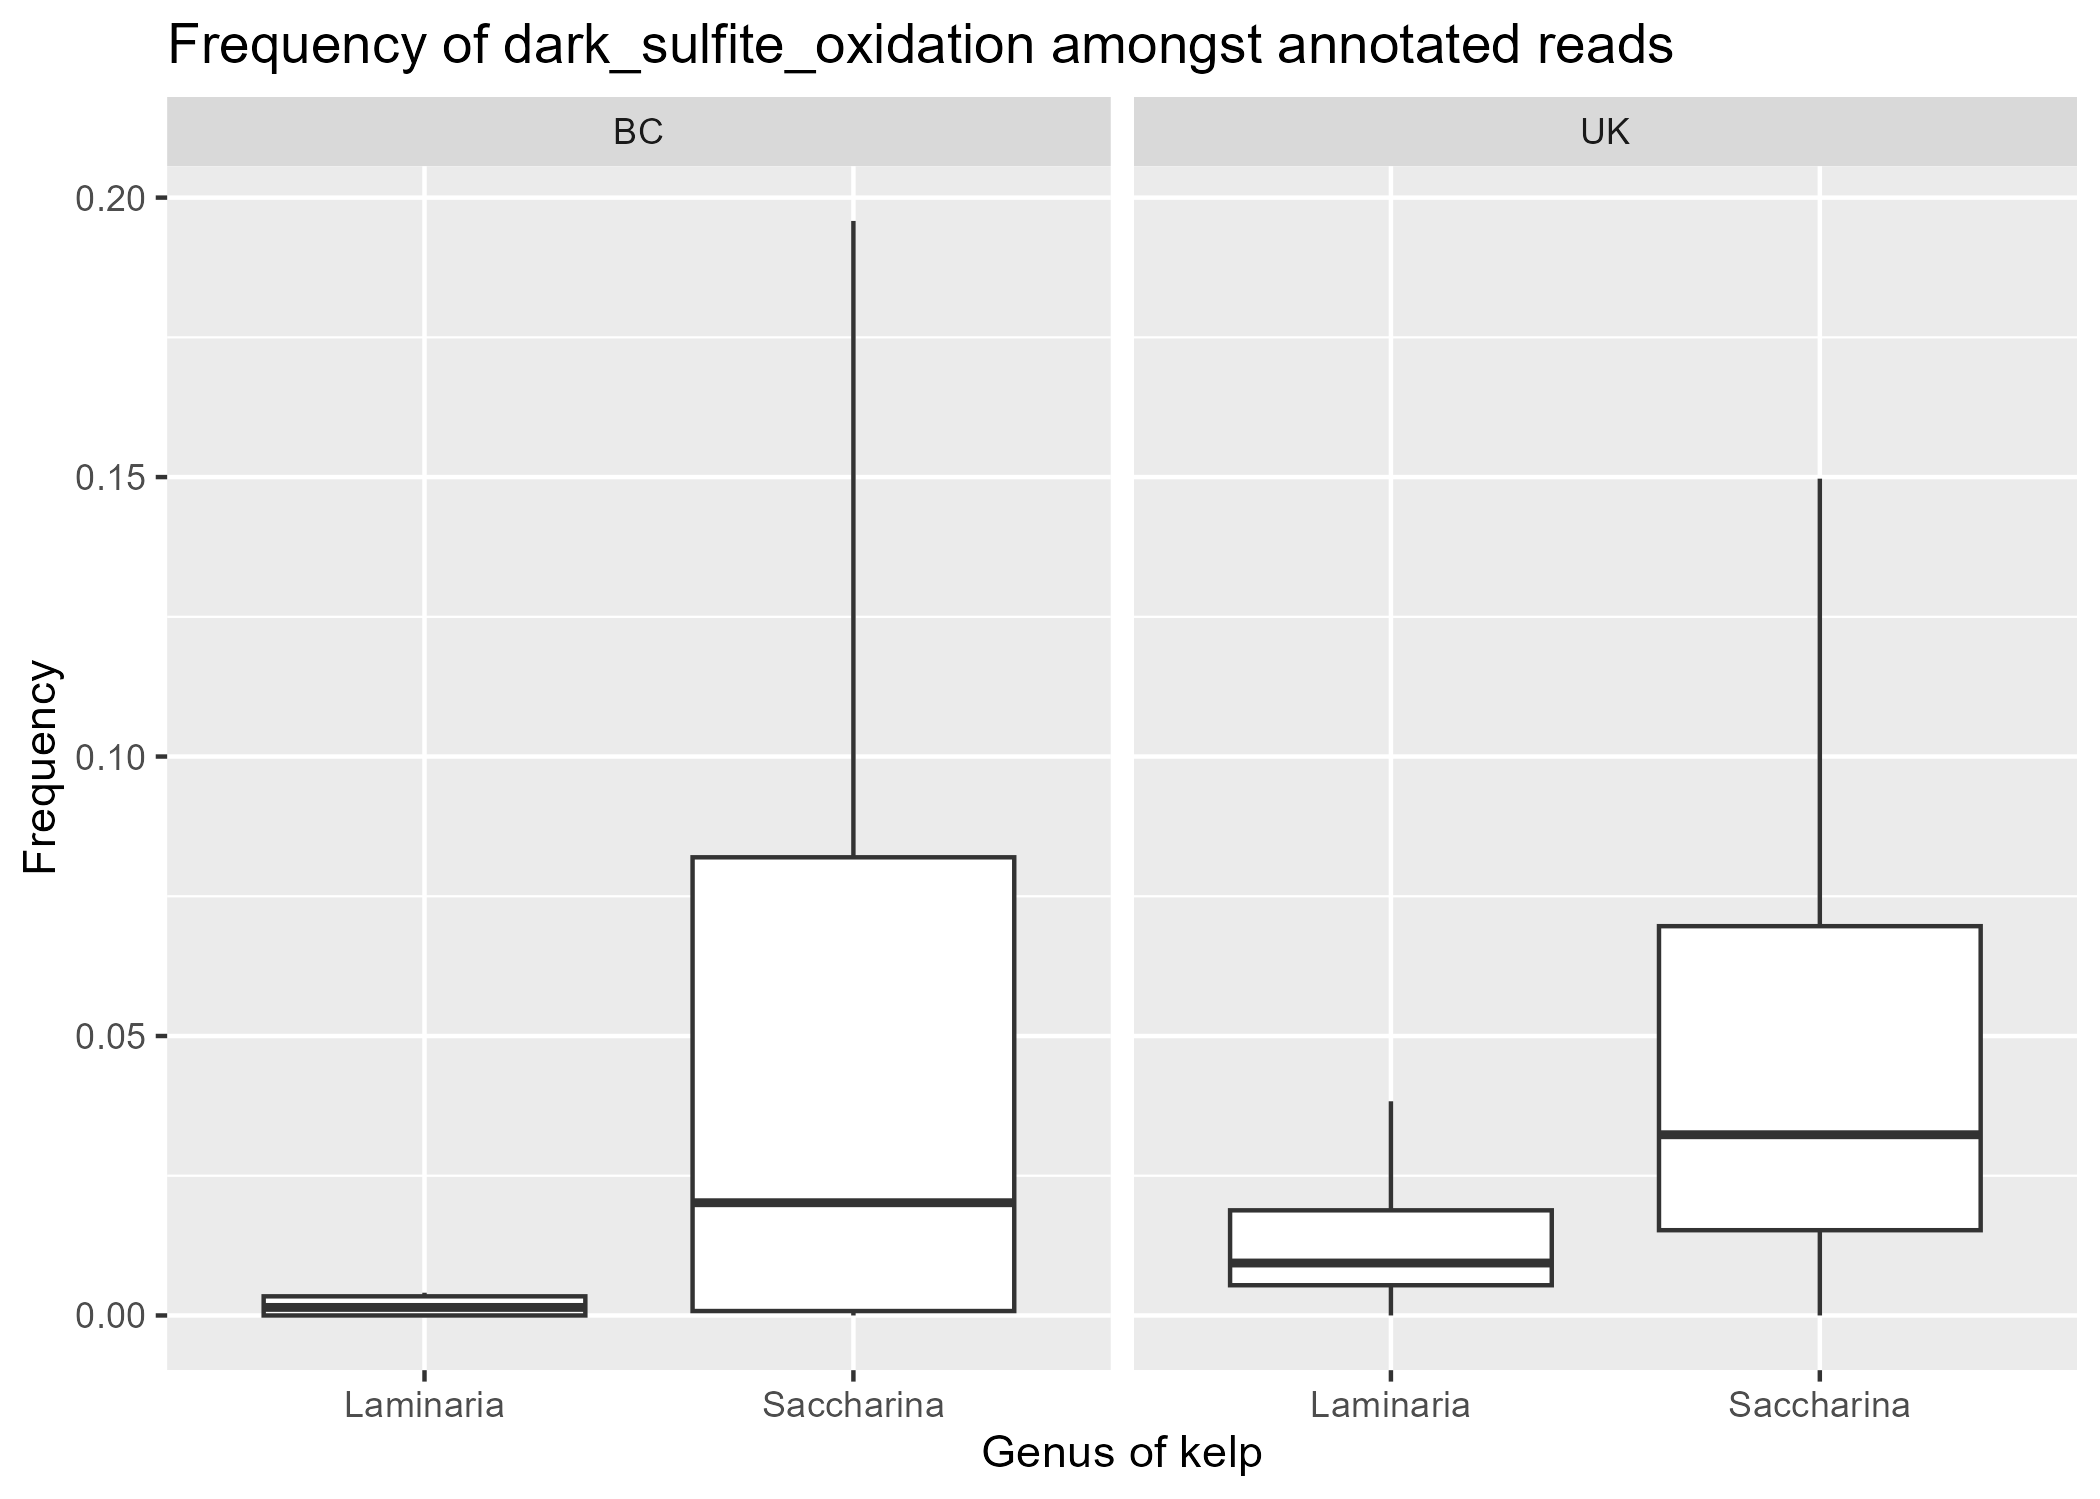 Frequency of dark_sulfite_oxidation amongst annotated reads
BC
UK
0.20
0.15
0.10
0.05
0.00
Frequency
Laminaria
Saccharina
Laminaria
Saccharina
Genus of kelp